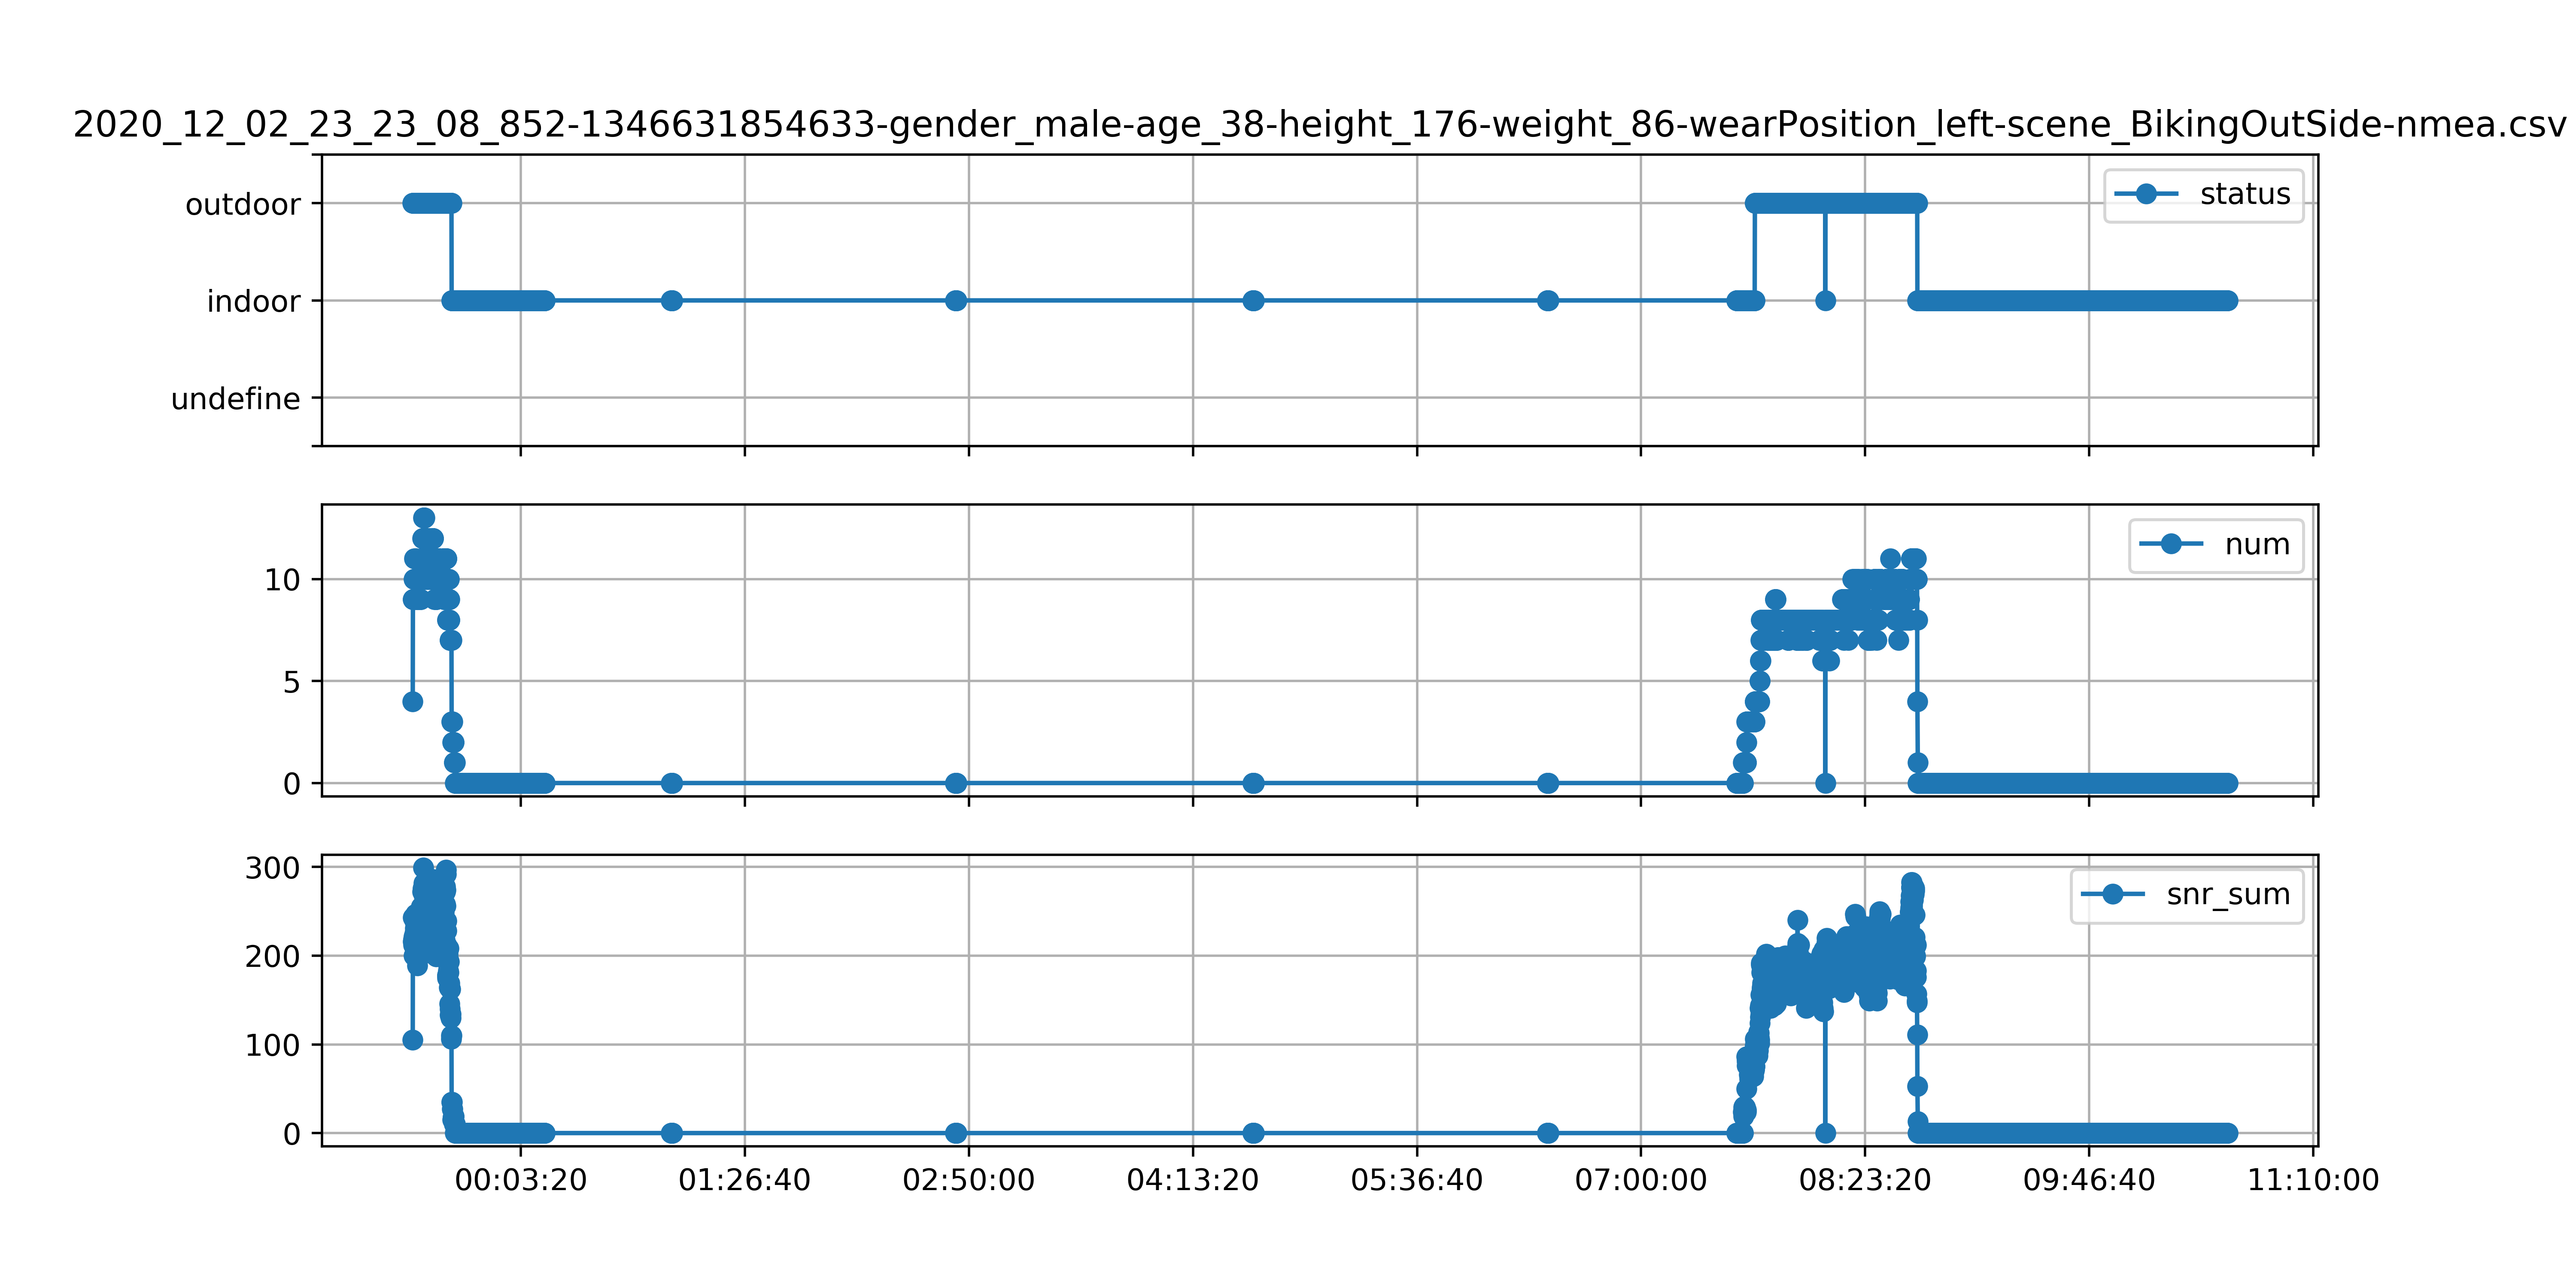 2020_12_02_23_23_08_852-1346631854633-gender_male-age_38-height_176-weight_86-wearPosition_left-scene_BikingOutSide-nmea.csv
outdoor
indoor
undefine
status
10
5
0
num
300
200
100
0
snr_sum
00:03:20 01:26:40 02:50:00 04:13:20 05:36:40 07:00:00 08:23:20 09:46:40 11:10:00